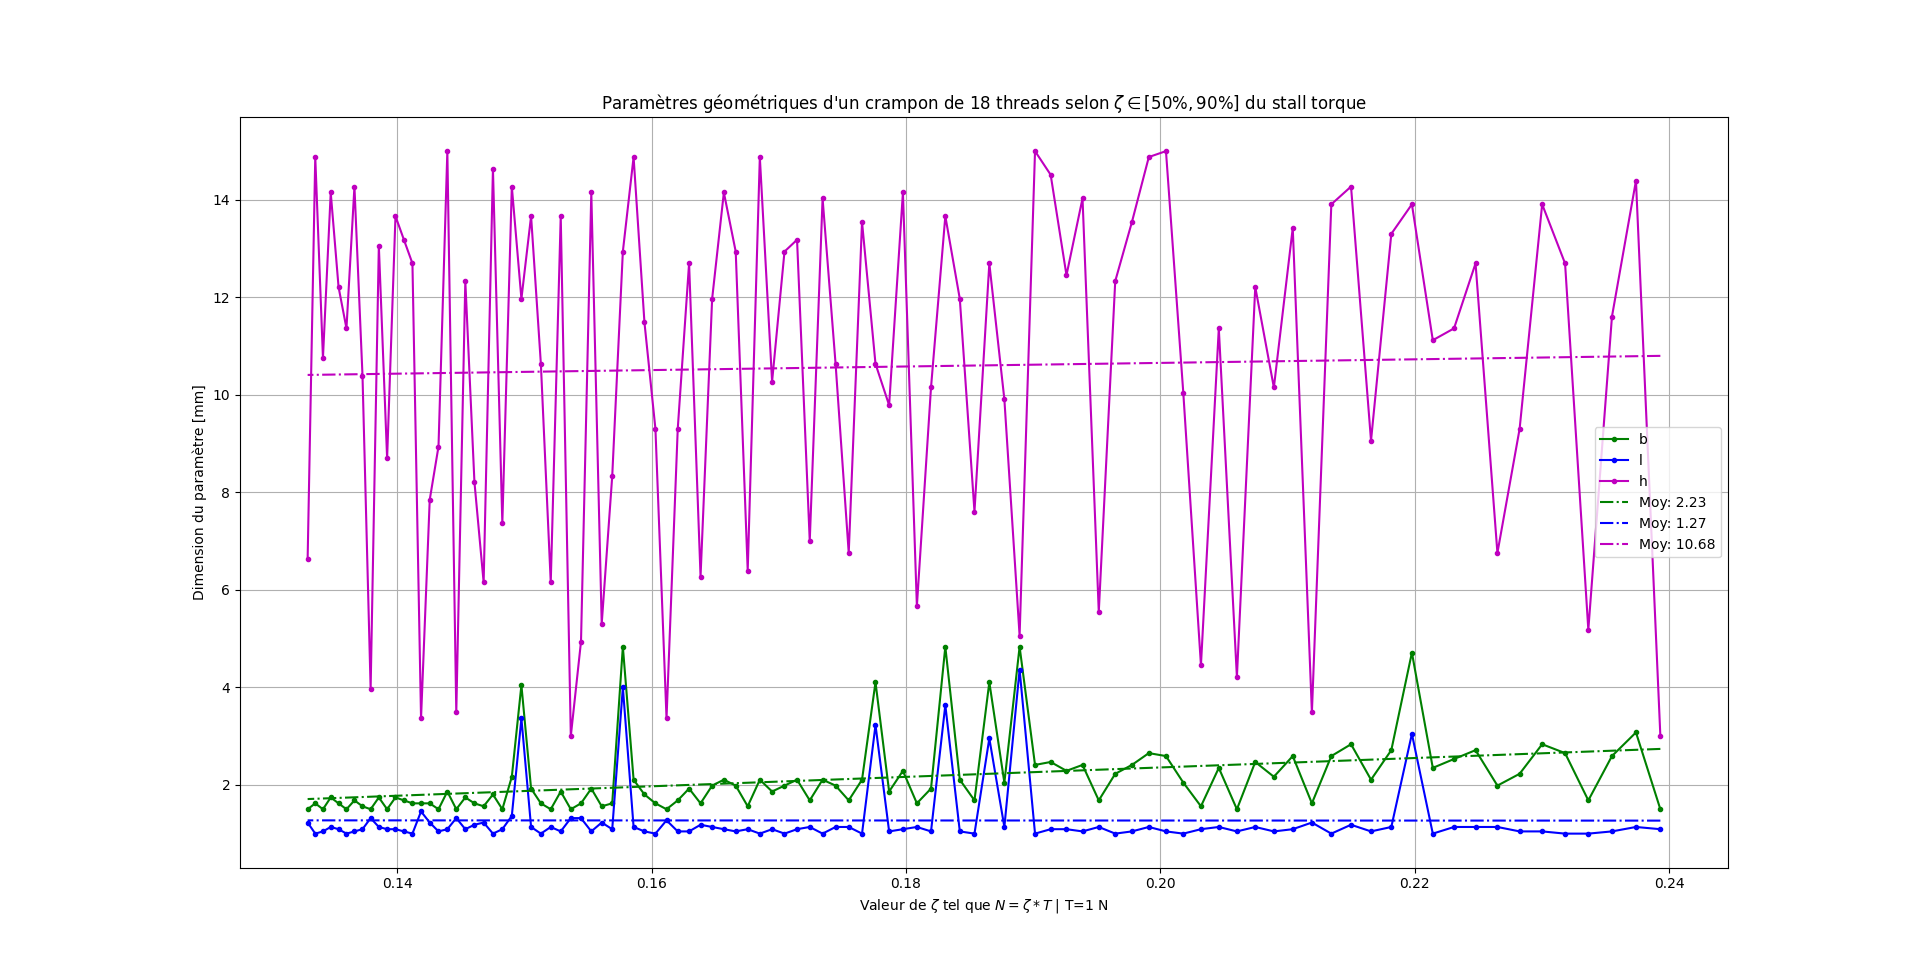 Paramètres géométriques d'un crampon de 18 threads selon ζ ∈ [50%, 90%] du stall torque
Dimension du paramètre [mm]
14
12
10
8
6
4
2
b
l
h
Moy: 2.23
Moy: 1.27
Moy: 10.68
0.14 0.16 0.18 0.20 0.22 0.24
Valeur de ζ tel que N = ζ * T | T=1 N